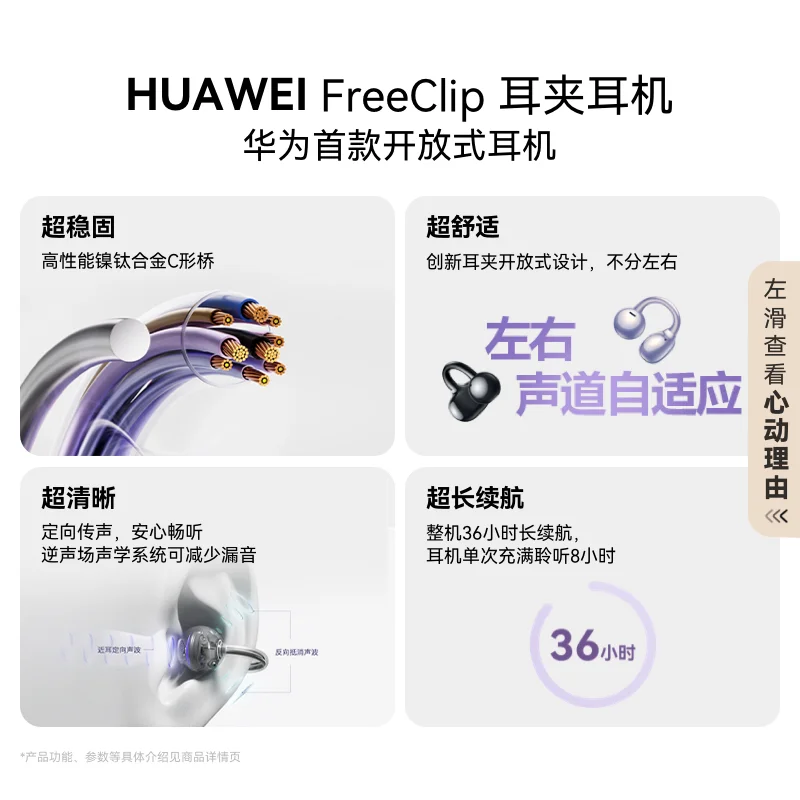 HUAWEI FreeClip 耳夹耳机
华为首款开放式耳机
超稳固
高性能镍钛合金C形桥
超舒适
创新耳夹开放式设计，不分左右
左右
声道自适应
左滑查看心动理由
超清晰
定向传声，安心畅听
逆声场声学系统可减少漏音
近耳定向声波
反向抵消声波
超长续航
整机36小时长续航，
耳机单次充满聆听8小时
36小时
*产品功能、参数等具体介绍见商品详情页